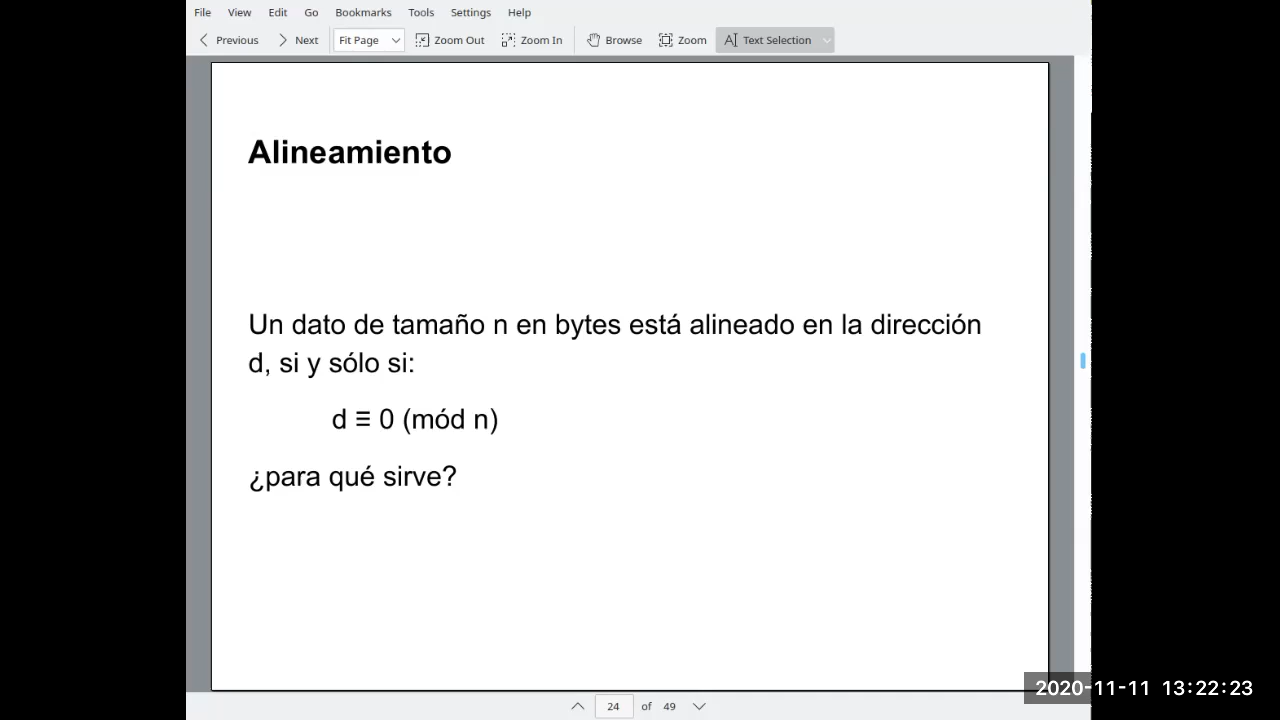 File View Edit Go Bookmarks Tools Settings Help
Previous Next Fit Page Zoom Out Zoom In Browse Zoom Text Selection
Alineamiento
Un dato de tamaño n en bytes está alineado en la dirección
d, si y sólo si:
d ≡ 0 (mód n)
¿para qué sirve?
2020-11-11 13:22:23
24 of 49